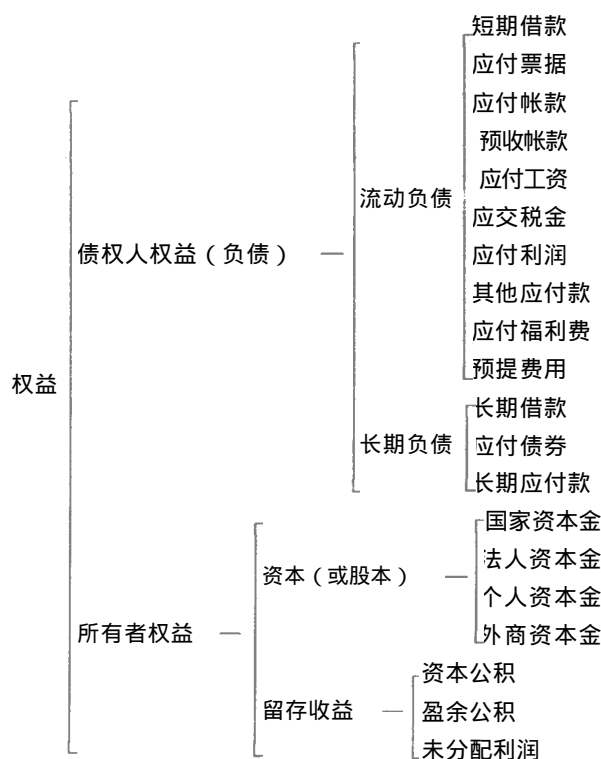 短期借款
应付票据
应付帐款
预收帐款
应付工资
流动负债
应交税金
债权人权益（负债）
应付利润
其他应付款
应付福利费
预提费用
权益
长期借款
长期负债
应付债券
长期应付款
国家资本金
法人资本金
资本（或股本）
个人资本金
所有者权益
外商资本金
资本公积
留存收益
盈余公积
未分配利润